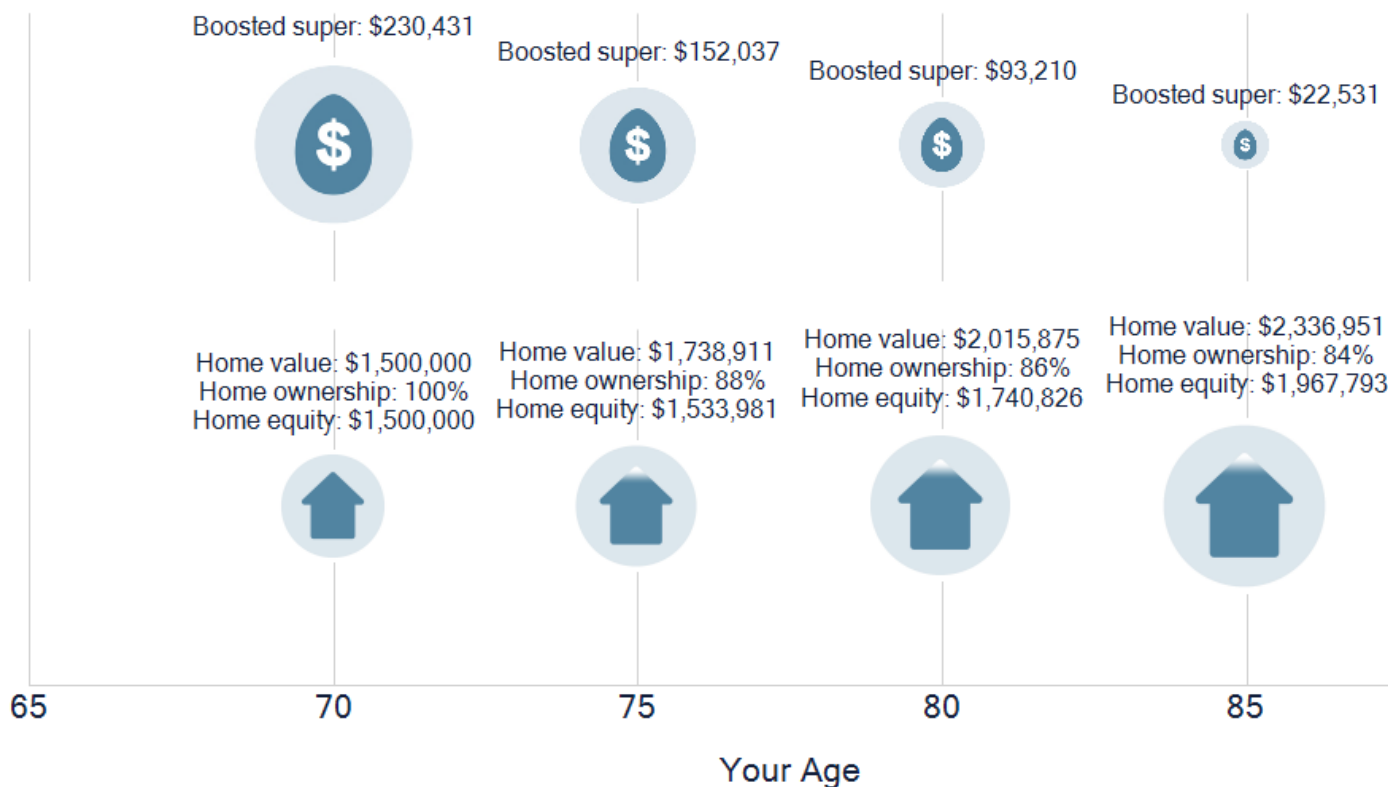 Boosted super: $230,431
Boosted super: $152,037
Boosted super: $93,210
Boosted super: $22,531
$
$
$
$
Home value: $1,500,000
Home ownership: 100%
Home equity: $1,500,000
Home value: $1,738,911
Home ownership: 88%
Home equity: $1,533,981
Home value: $2,015,875
Home ownership: 86%
Home equity: $1,740,826
Home value: $2,336,951
Home ownership: 84%
Home equity: $1,967,793
65 70 75 80 85
Your Age